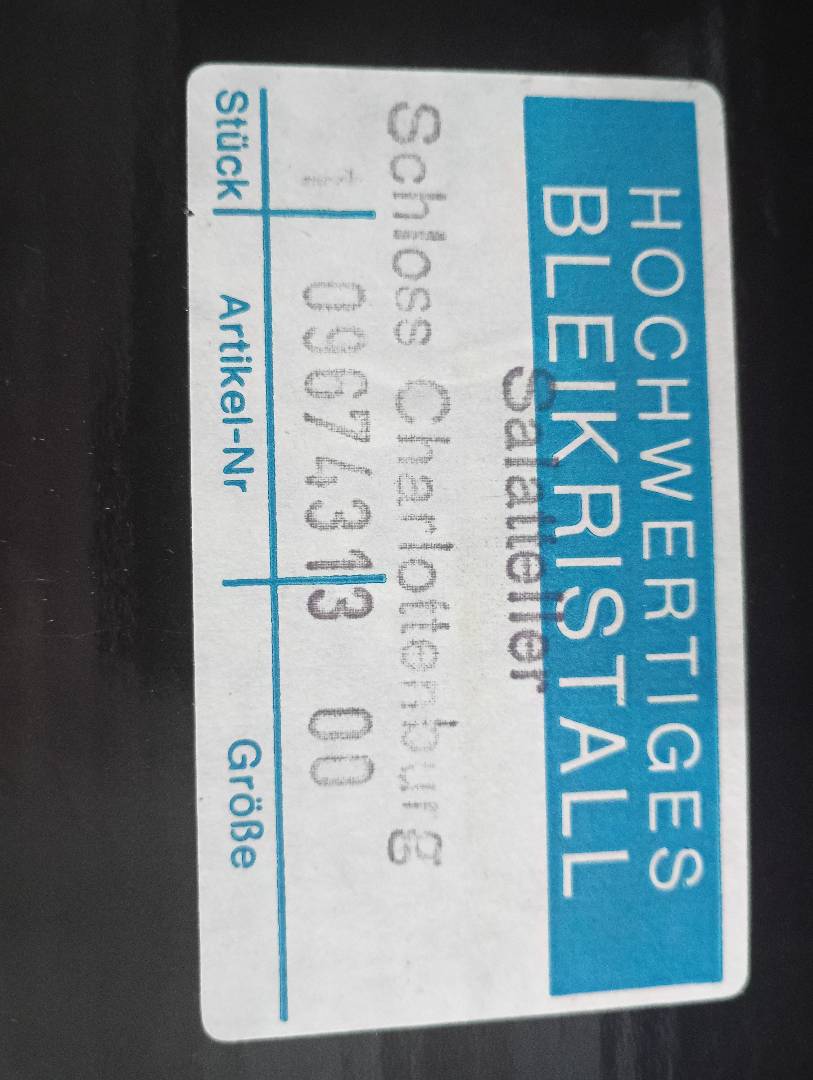 HOCHWERTIGES
BLEIKRISTALL
Salatteller
Schloss Charlottenburg
1 09674313 00
Stück Artikel-Nr Größe